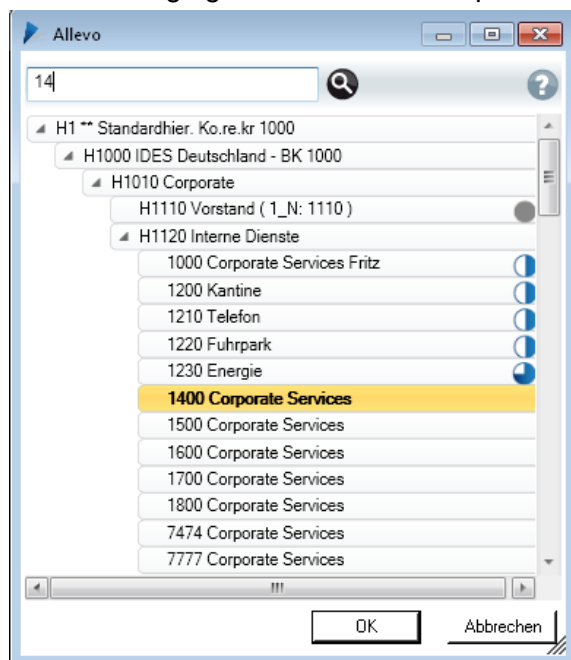 Allevo
14
H1 ** Standardhier. Ko.re.kr 1000
H1000 IDES Deutschland - BK 1000
H1010 Corporate
H1110 Vorstand ( 1_N: 1110 )
H1120 Interne Dienste
1000 Corporate Services Fritz
1200 Kantine
1210 Telefon
1220 Fuhrpark
1230 Energie
1400 Corporate Services
1500 Corporate Services
1600 Corporate Services
1700 Corporate Services
1800 Corporate Services
7474 Corporate Services
7777 Corporate Services
OK Abbrechen